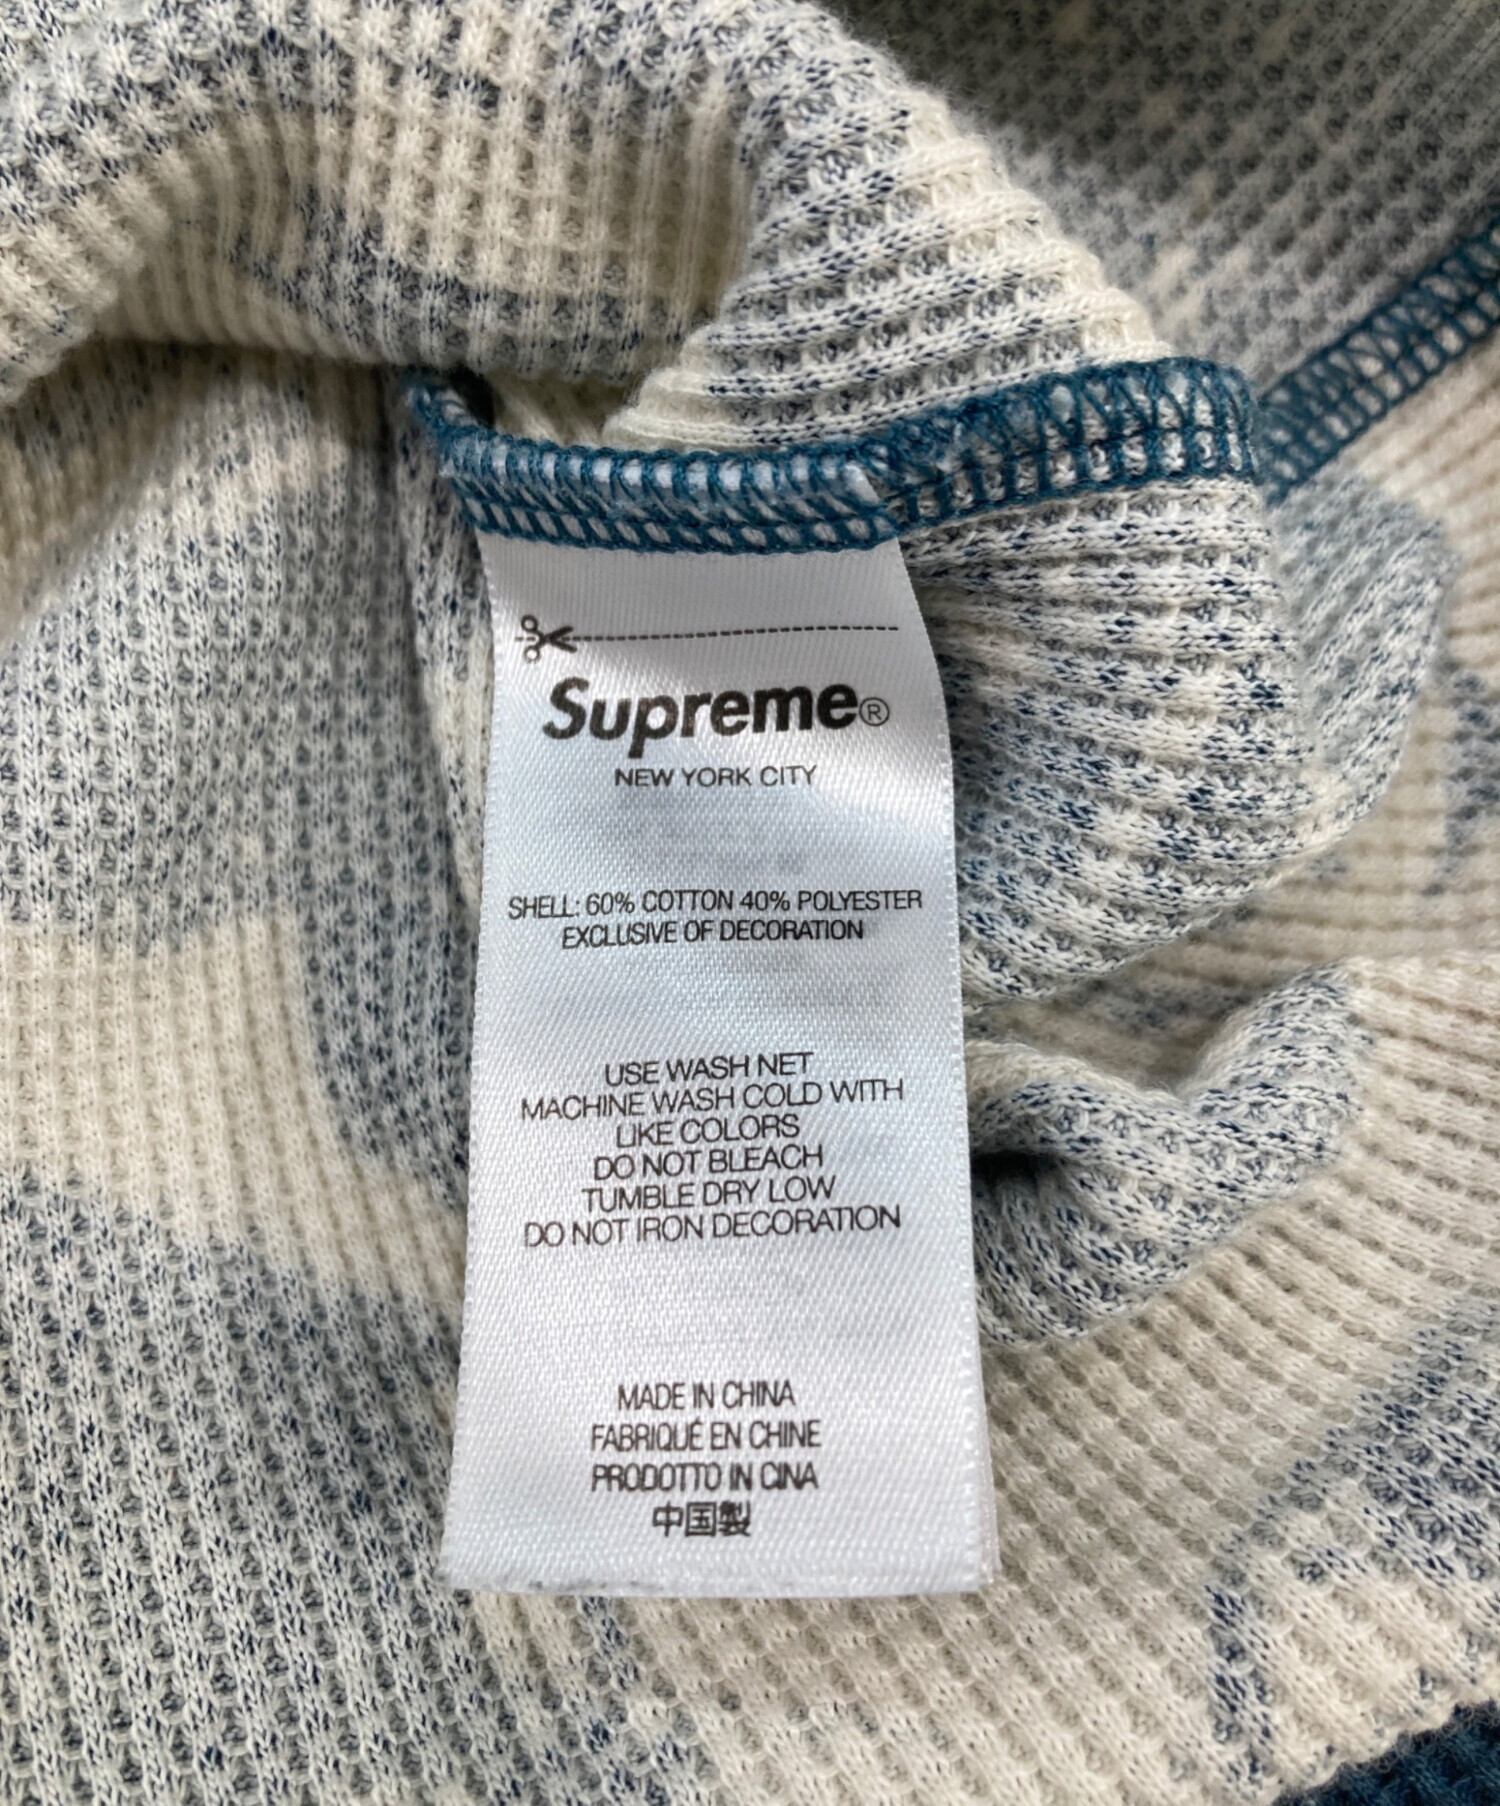 Supreme®
NEW YORK CITY
SHELL: 60% COTTON 40% POLYESTER
EXCLUSIVE OF DECORATION
USE WASH NET
MACHINE WASH COLD WITH
LIKE COLORS
DO NOT BLEACH
TUMBLE DRY LOW
DO NOT IRON DECORATION
MADE IN CHINA
FABRIQUÉ EN CHINE
PRODOTTO IN CINA
中国製